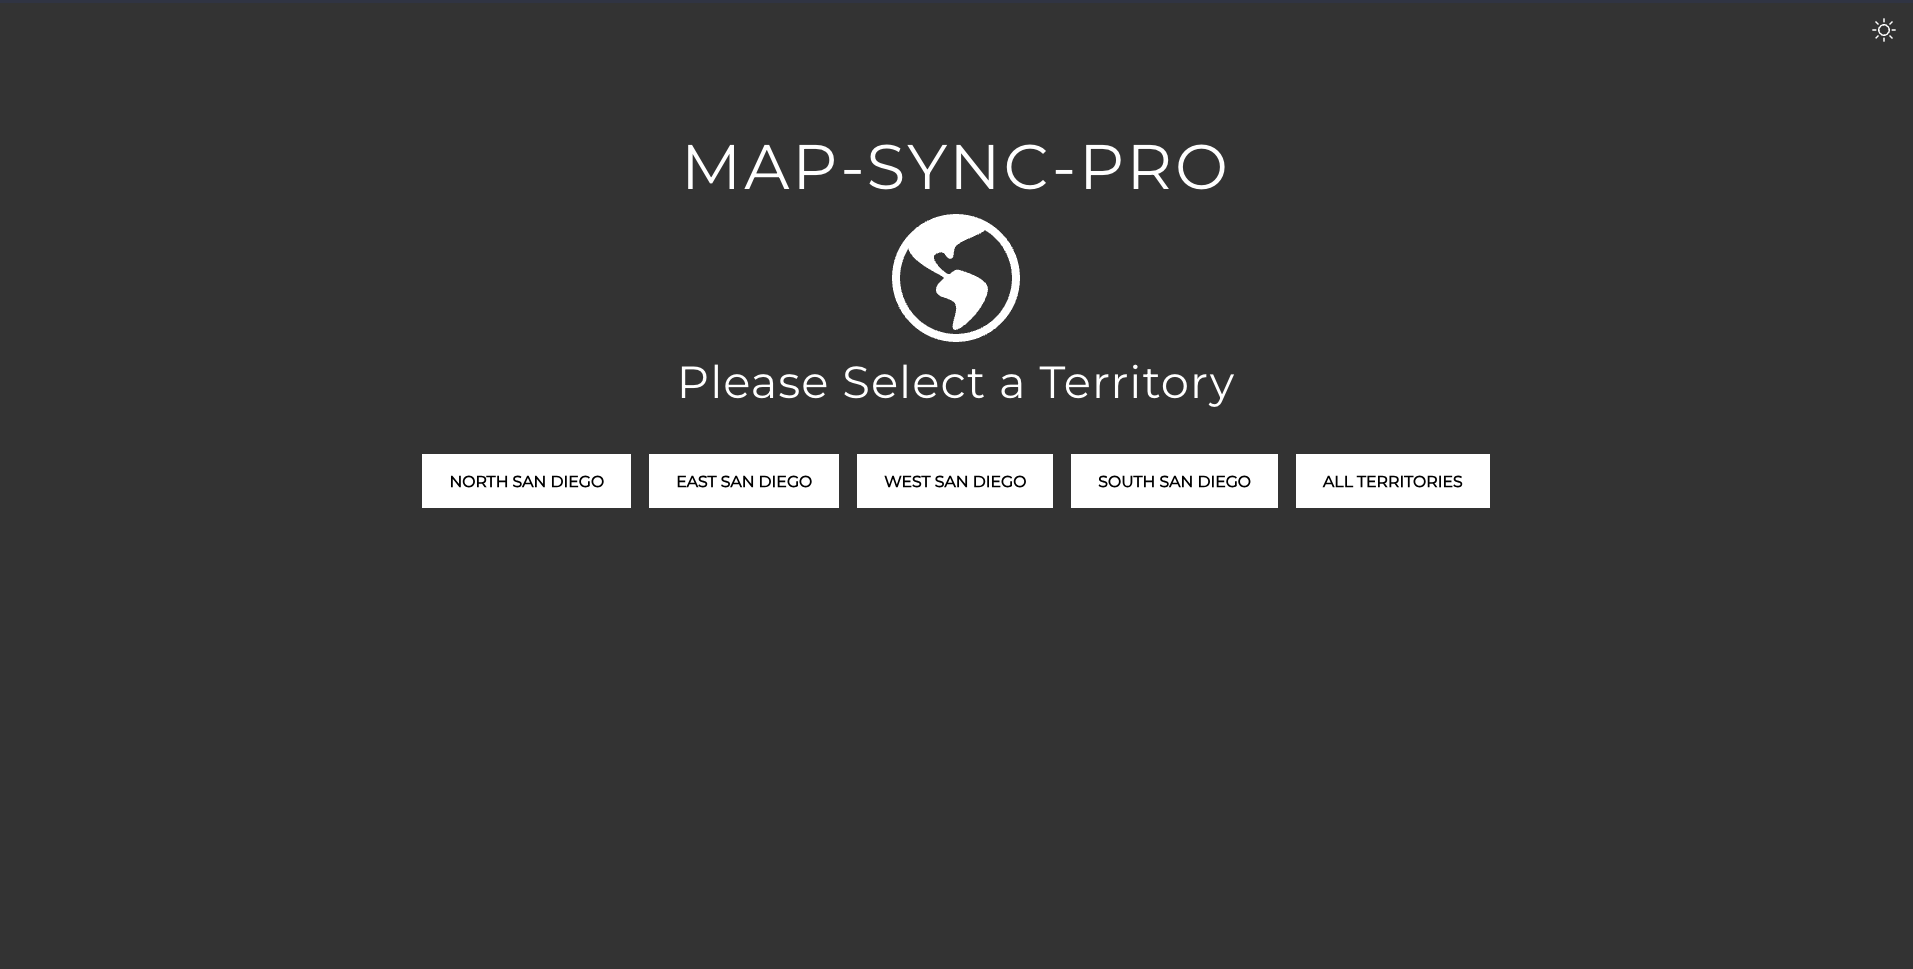 MAP-SYNC-PRO
Please Select a Territory
NORTH SAN DIEGO
EAST SAN DIEGO
WEST SAN DIEGO
SOUTH SAN DIEGO
ALL TERRITORIES